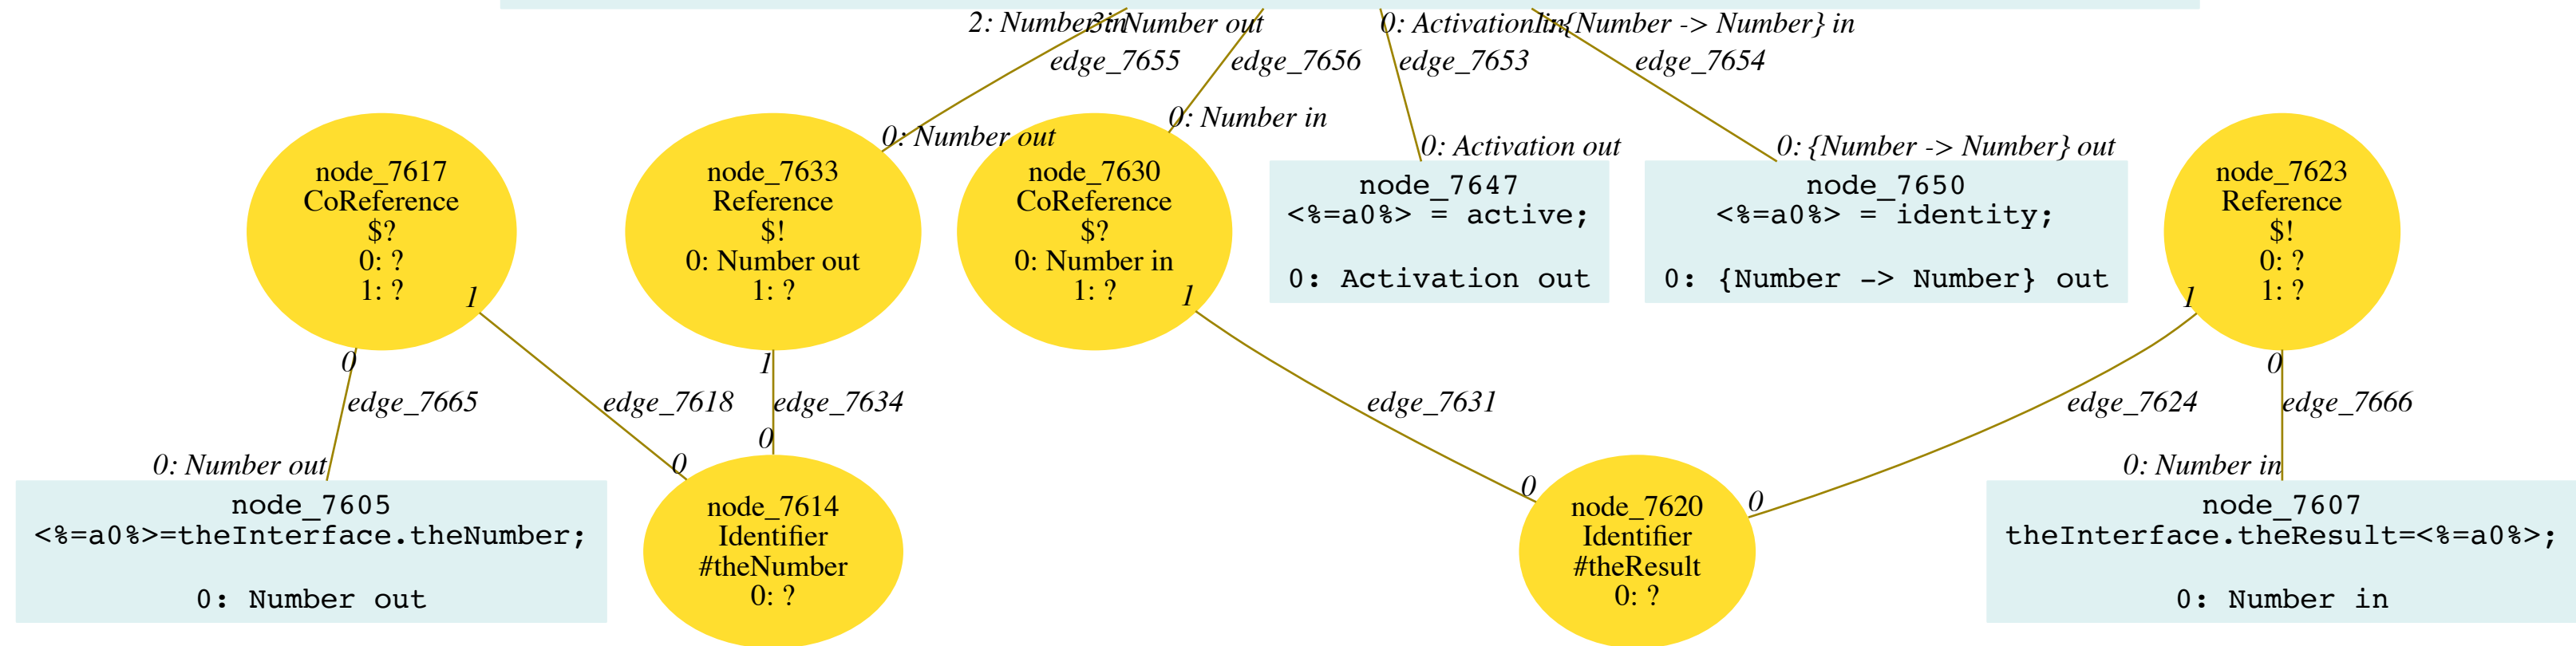 2: Number in 3: Number out 0: Activation in 1: {Number -> Number} in
edge_7655 edge_7656 edge_7653 edge_7654
0: Number out 0: Number in 0: Activation out 0: {Number -> Number} out
node_7617
CoReference
$?
0: ?
1: ?
1
0
node_7633
Reference
$!
0: Number out
1: ?
1
node_7630
CoReference
$?
0: Number in
1: ?
1
node_7647
<%=a0%> = active;
0: Activation out
node_7650
<%=a0%> = identity;
0: {Number -> Number} out
node_7623
Reference
$!
0: ?
1: ?
1
0
edge_7665 edge_7618 edge_7634 edge_7631 edge_7624 edge_7666
0: Number out 0 0 0 0 0: Number in
node_7605
<%=a0%>=theInterface.theNumber;
0: Number out
node_7614
Identifier
#theNumber
0: ?
node_7620
Identifier
#theResult
0: ?
node_7607
theInterface.theResult=<%=a0%>;
0: Number in